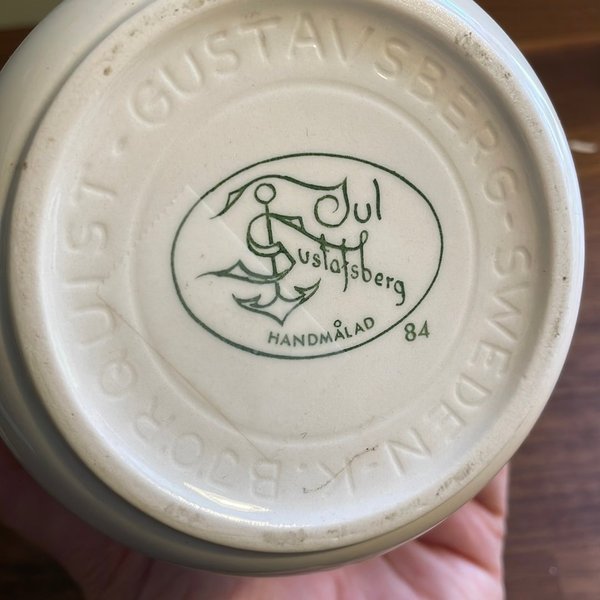 GUSTAVSBERG-SWEDEN-K. BJÖRQUIST ·
Jul
Gustafsberg
HANDMÅLAD 84